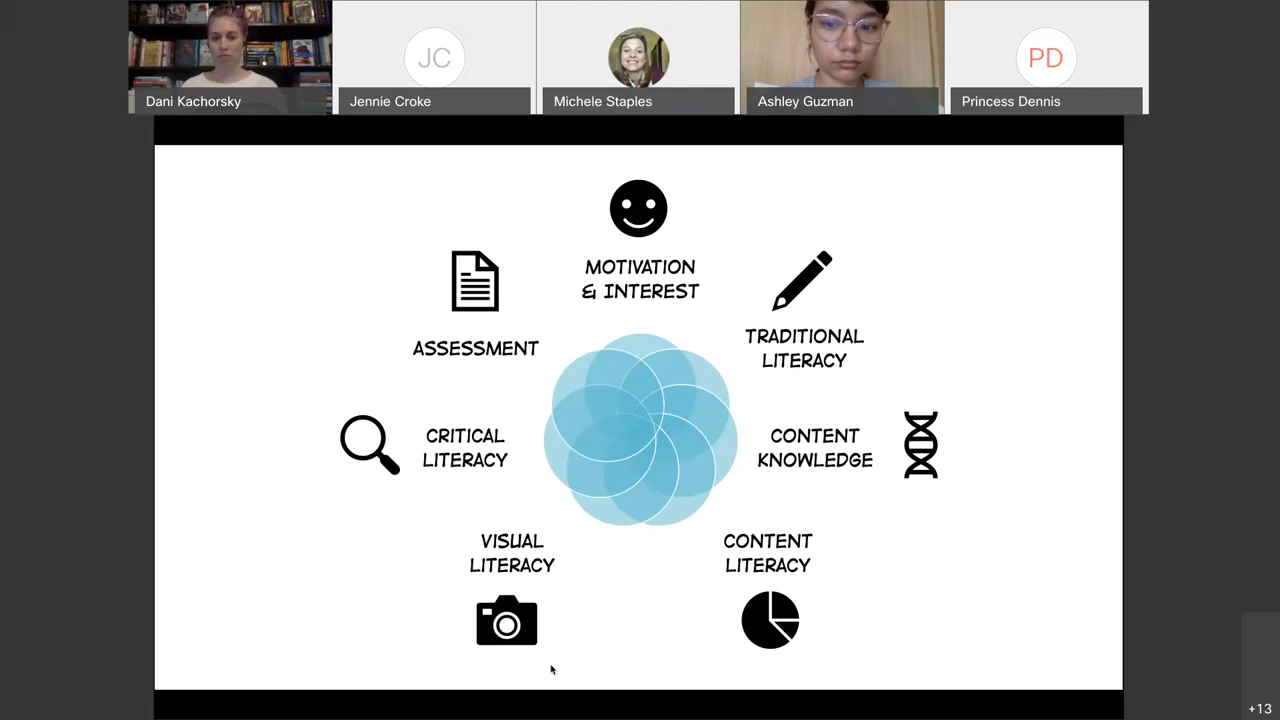 JC
PD
Dani Kachorsky
Jennie Croke
Michele Staples
Ashley Guzman
Princess Dennis
MOTIVATION
& INTEREST
ASSESSMENT
TRADITIONAL
LITERACY
CRITICAL
LITERACY
CONTENT
KNOWLEDGE
VISUAL
LITERACY
CONTENT
LITERACY
+13